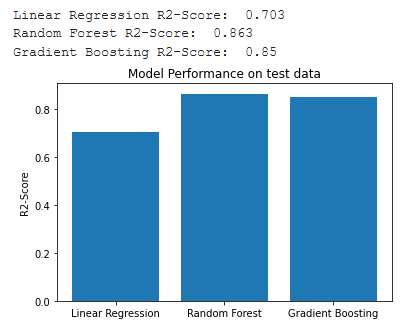 Linear Regression R2-Score:  0.703
Random Forest R2-Score:  0.863
Gradient Boosting R2-Score:  0.85
Model Performance on test data
0.8
0.6
0.4
0.2
0.0
R2-Score
Linear Regression Random Forest Gradient Boosting